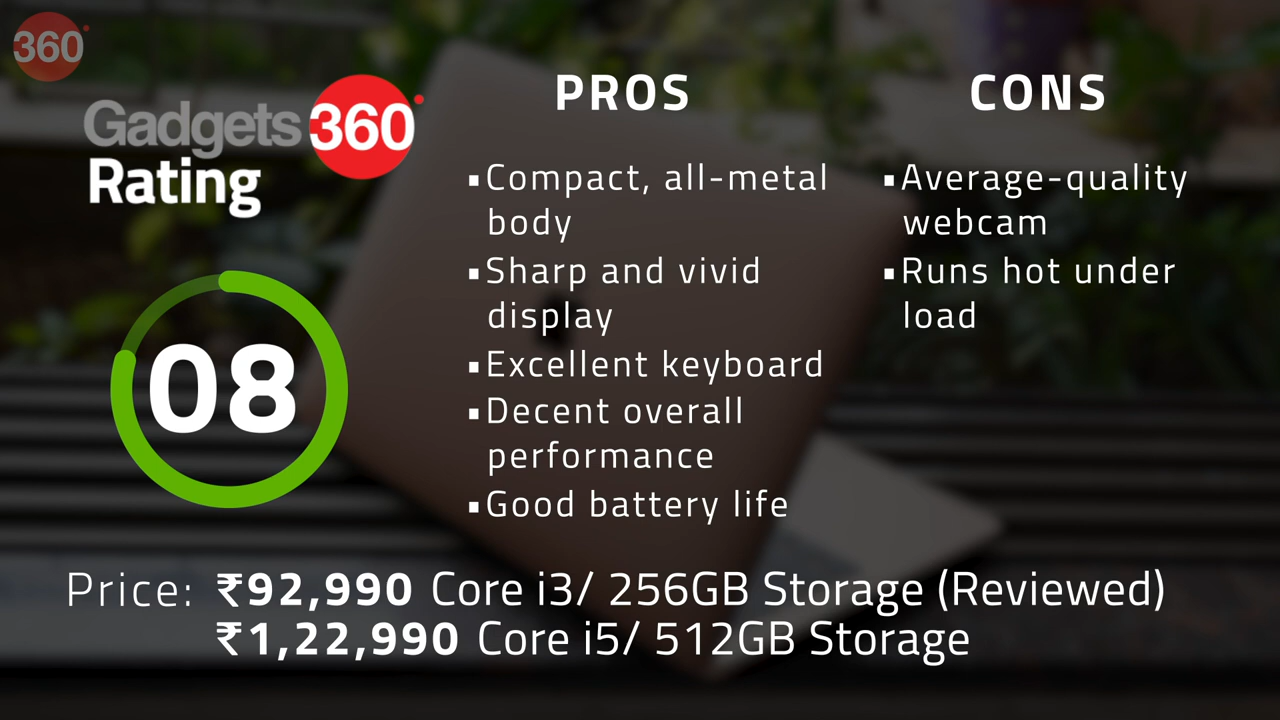 360
Gadgets 360
Rating
08
PROS
▪Compact, all-metal
body
▪Sharp and vivid
display
▪Excellent keyboard
▪Decent overall
performance
▪Good battery life
CONS
▪Average-quality
webcam
▪Runs hot under
load
Price: ₹92,990 Core i3/ 256GB Storage (Reviewed)
₹1,22,990 Core i5/ 512GB Storage